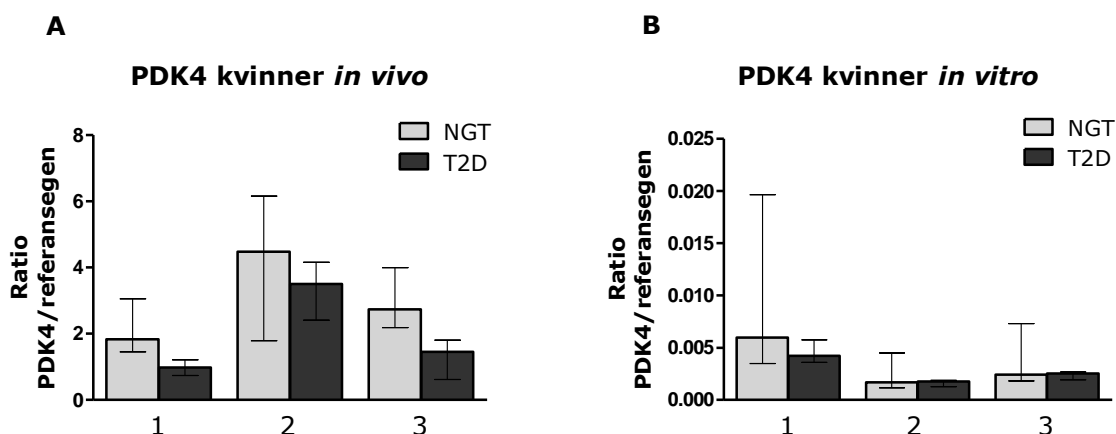 A
PDK4 kvinner in vivo
NGT
T2D
Ratio
PDK4/referansegen
8
6
4
2
0
1 2 3
B
PDK4 kvinner in vitro
NGT
T2D
Ratio
PDK4/referansegen
0.025
0.020
0.015
0.010
0.005
0.000
1 2 3